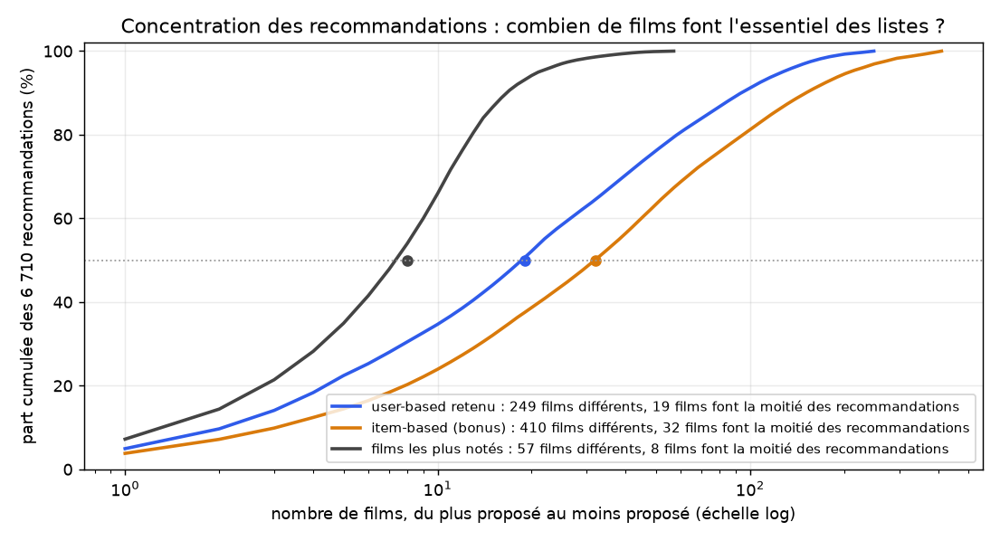 Concentration des recommandations : combien de films font l'essentiel des listes ?
part cumulée des 6 710 recommandations (%)
100
80
60
40
20
0
user-based retenu : 249 films différents, 19 films font la moitié des recommandations
item-based (bonus) : 410 films différents, 32 films font la moitié des recommandations
films les plus notés : 57 films différents, 8 films font la moitié des recommandations
10⁰ 10¹ 10²
nombre de films, du plus proposé au moins proposé (échelle log)